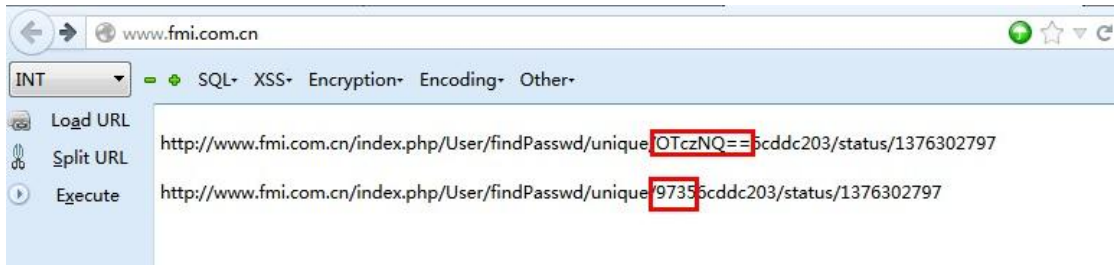 www.fmi.com.cn
INT SQL- XSS- Encryption- Encoding- Other-
Load URL
http://www.fmi.com.cn/index.php/User/findPasswd/unique/OTczNQ==6cddc203/status/1376302797
Split URL
http://www.fmi.com.cn/index.php/User/findPasswd/unique/97356cddc203/status/1376302797
Execute